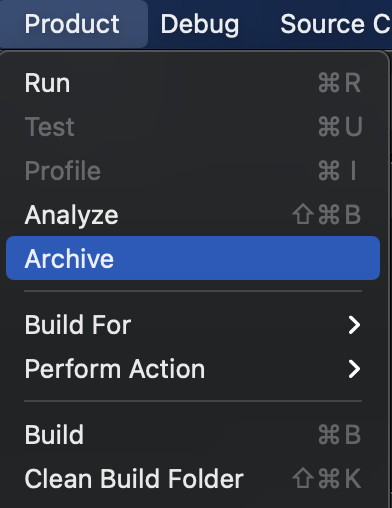 Product Debug Source C
Run ⌘R
Test ⌘U
Profile ⌘I
Analyze ⇧⌘B
Archive
Build For
Perform Action
Build ⌘B
Clean Build Folder ⇧⌘K